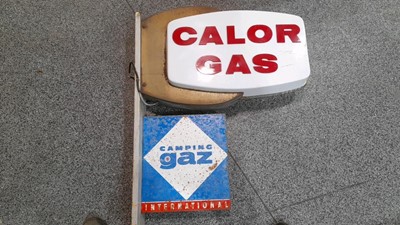 CALOR
GAS
CAMPING
gaz
INTERNATIONAL